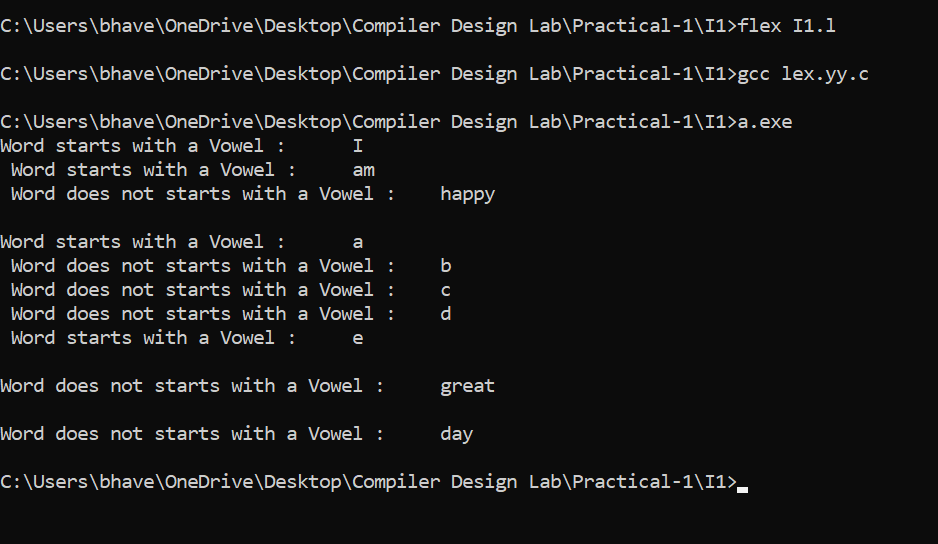 C:\Users\bhave\OneDrive\Desktop\Compiler Design Lab\Practical-1\I1>flex I1.l
C:\Users\bhave\OneDrive\Desktop\Compiler Design Lab\Practical-1\I1>gcc lex.yy.c
C:\Users\bhave\OneDrive\Desktop\Compiler Design Lab\Practical-1\I1>a.exe
Word starts with a Vowel :      I
 Word starts with a Vowel :     am
 Word does not starts with a Vowel :    happy
Word starts with a Vowel :      a
 Word does not starts with a Vowel :    b
 Word does not starts with a Vowel :    c
 Word does not starts with a Vowel :    d
 Word starts with a Vowel :     e
Word does not starts with a Vowel :     great
Word does not starts with a Vowel :     day
C:\Users\bhave\OneDrive\Desktop\Compiler Design Lab\Practical-1\I1>